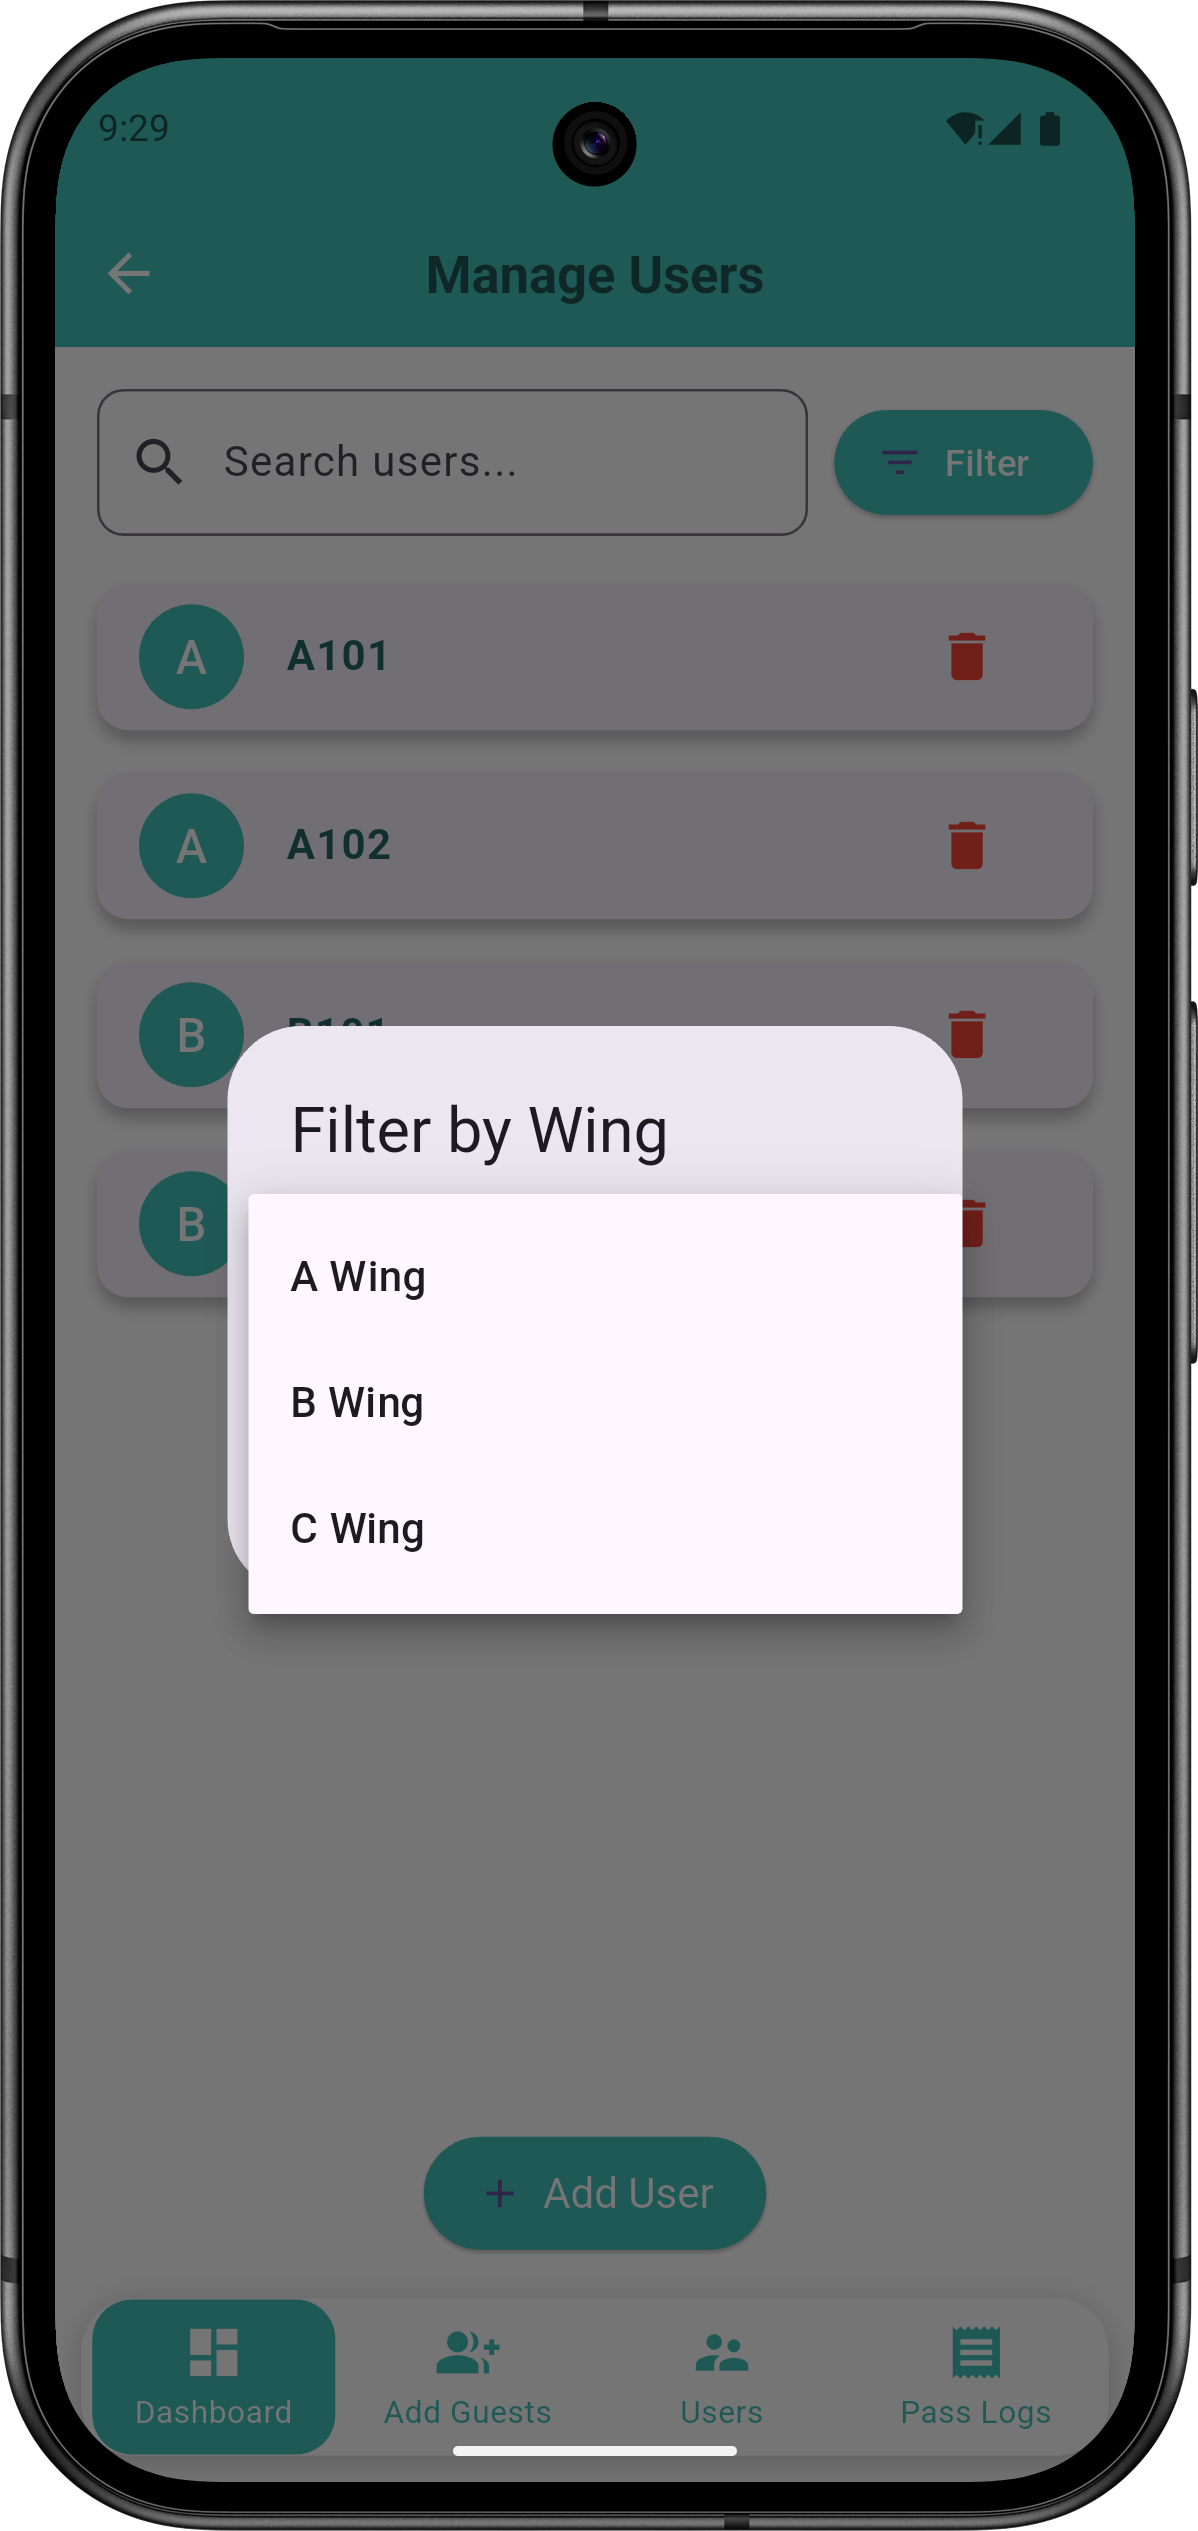 9:29
Manage Users
Search users...
Filter
A
A101
A
A102
B
B101
Filter by Wing
B
A Wing
B Wing
C Wing
+ Add User
Dashboard
Add Guests
Users
Pass Logs